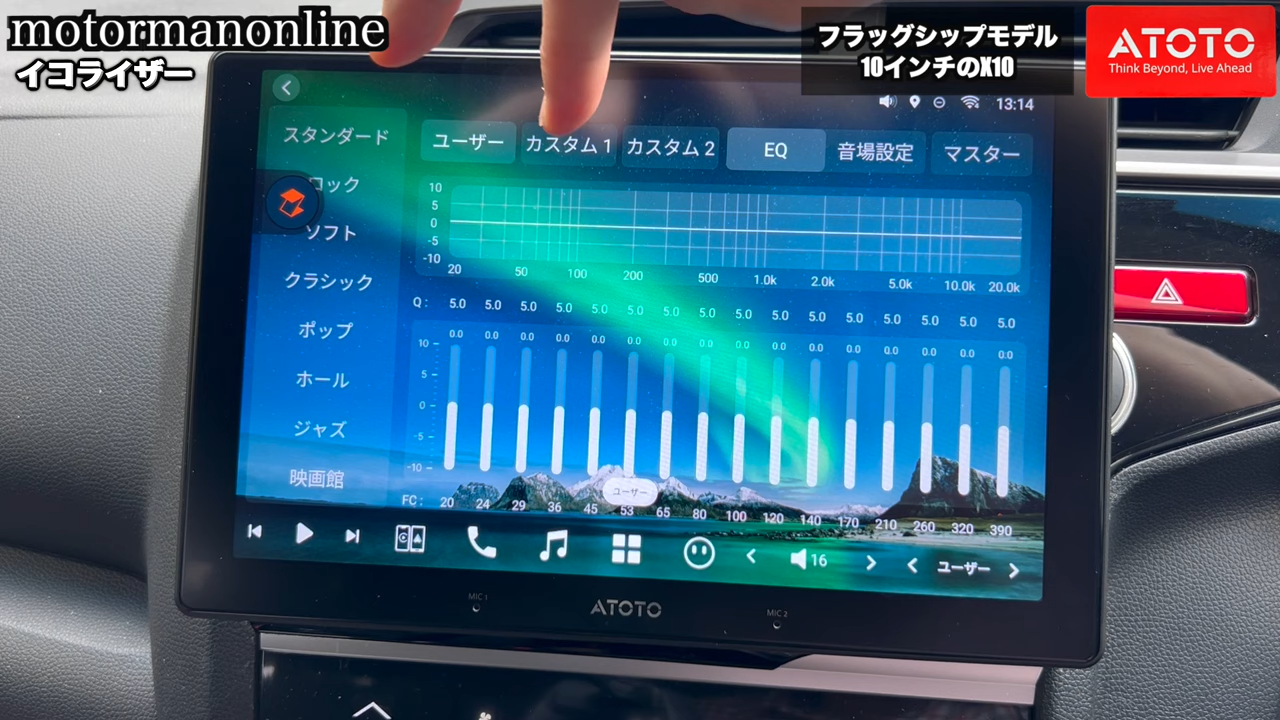 motormanonline
イコライザー
フラッグシップモデル
10インチのX10
ATOTO
Think Beyond, Live Ahead
13:14
スタンダード
ロック
ソフト
クラシック
ポップ
ホール
ジャズ
映画館
ユーザー カスタム1 カスタム2 EQ 音場設定 マスター
10
5
0
-5
-10
20 50 100 200 500 1.0k 2.0k 5.0k 10.0k 20.0k
Q: 5.0 5.0 5.0 5.0 5.0 5.0 5.0 5.0 5.0 5.0 5.0 5.0 5.0 5.0 5.0 5.0
0.0 0.0 0.0 0.0 0.0 0.0 0.0 0.0 0.0 0.0 0.0 0.0 0.0 0.0 0.0 0.0
10
5
0
-5
-10
ユーザー
FC: 20 24 29 36 45 53 65 80 100 120 140 170 210 260 320 390
16 ユーザー
MIC 1 ATOTO MIC 2